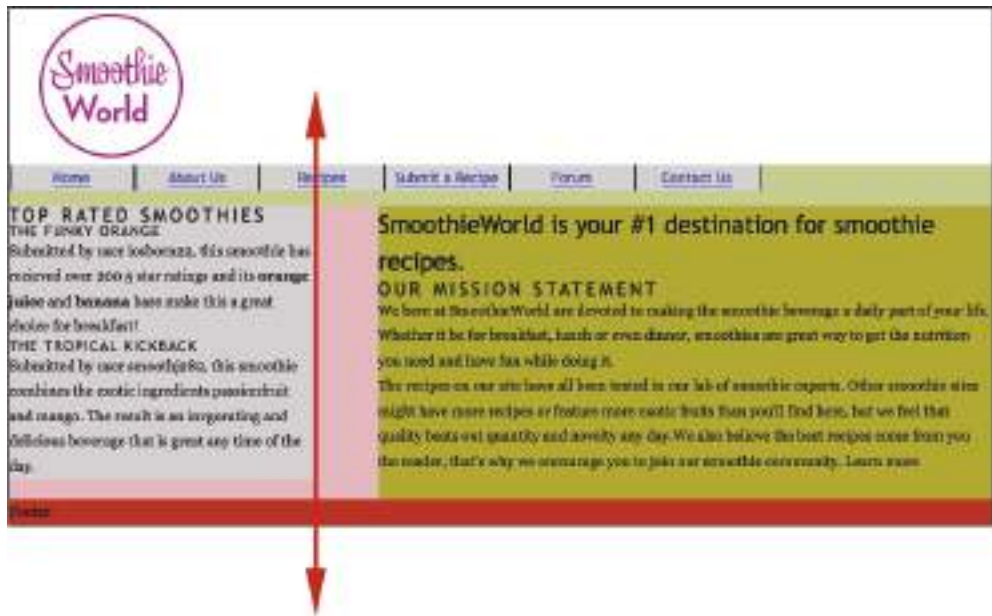 Smoothie
World
Home About Us Recipes Submit a Recipe Forum Contact Us
TOP RATED SMOOTHIES
THE FUNKY ORANGE
Submitted by user this smoothie has
recieved over 200 5 star ratings and its orange
juice and banana base make this a great
choice for breakfast!
THE TROPICAL KICKBACK
Submitted by user this smoothie
combines the exotic ingredients passionfruit
and mango. The result is an invgorating and
delicious beverage that is great any time of the
day.
SmoothieWorld is your #1 destination for smoothie
recipes.
OUR MISSION STATEMENT
We here at SmoothieWorld are devoted to making the smoothie beverage a daily part of your life.
Whether it be for breakfast, lunch or even dinner, smoothies are great way to get the nutrition
you need and have fun while doing it.
The recipes on our site have all been tested in our lab of smoothie experts. Other smoothie sites
might have more recipes or feature more exotic fruits than you'll find here, but we feel that
quality beats out quantity and novelty any day. We also believe the best recipes come from you
the reader, that's why we encourage you to join our smoothie community. Learn more
Footer